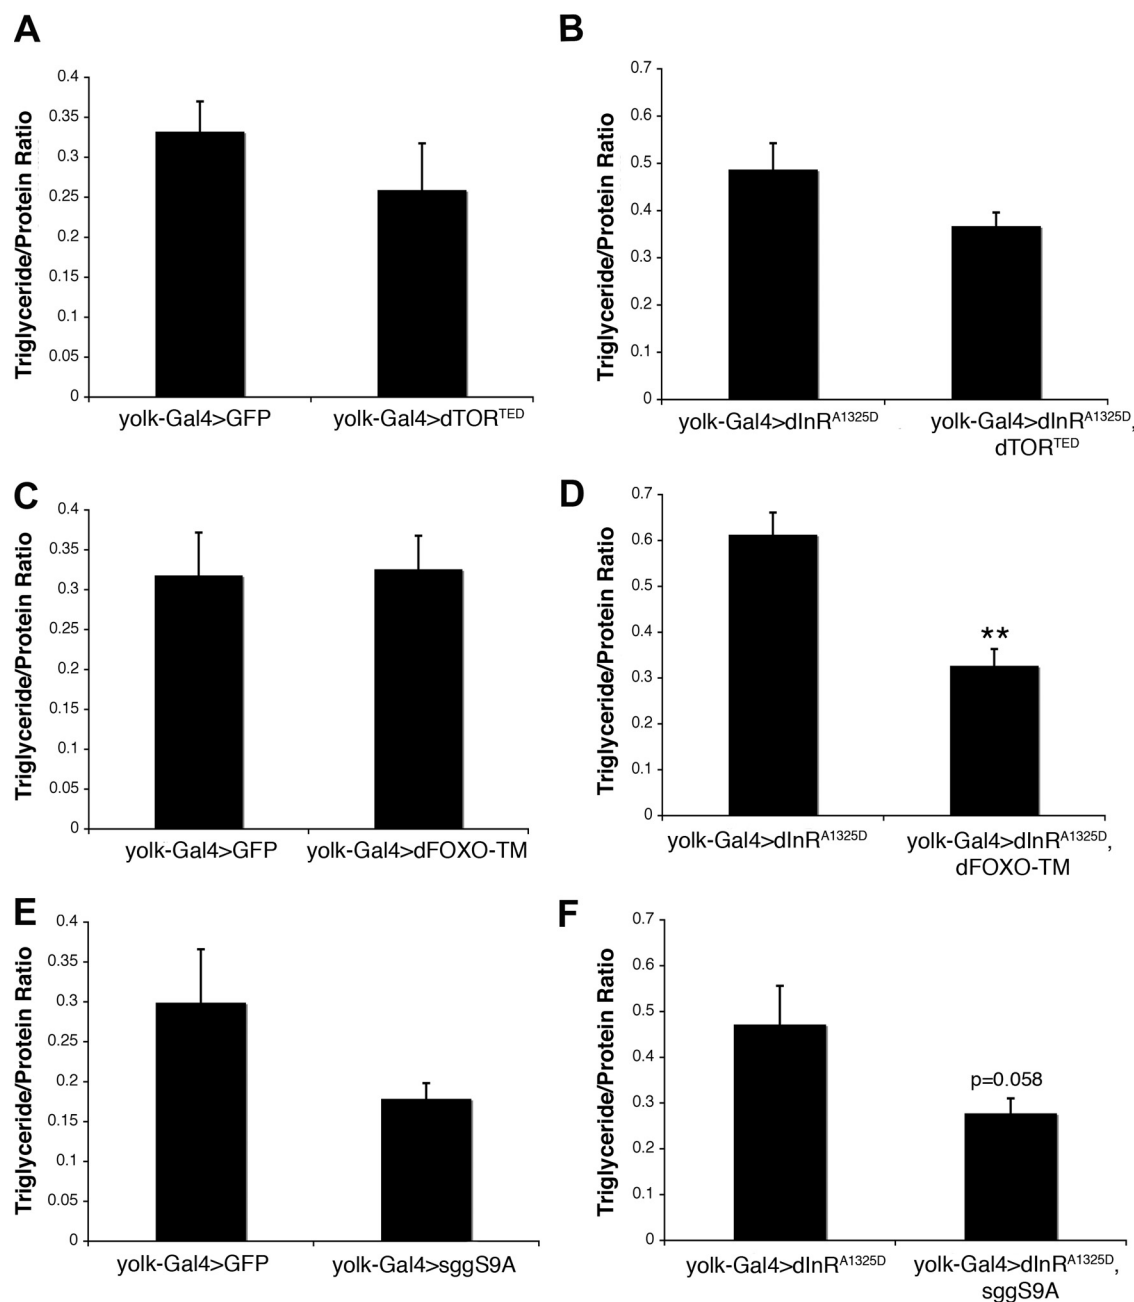 A
Triglyceride/Protein Ratio
0.4
0.35
0.3
0.25
0.2
0.15
0.1
0.05
0
yolk-Gal4>GFP
yolk-Gal4>dTORᵀᴱᴰ
B
Triglyceride/Protein Ratio
0.7
0.6
0.5
0.4
0.3
0.2
0.1
0
yolk-Gal4>dInRᴬ¹³²⁵ᴰ
yolk-Gal4>dInRᴬ¹³²⁵ᴰ,
dTORᵀᴱᴰ
C
Triglyceride/Protein Ratio
0.4
0.35
0.3
0.25
0.2
0.15
0.1
0.05
0
yolk-Gal4>GFP
yolk-Gal4>dFOXO-TM
D
Triglyceride/Protein Ratio
0.7
0.6
0.5
0.4
0.3
0.2
0.1
0
**
yolk-Gal4>dInRᴬ¹³²⁵ᴰ
yolk-Gal4>dInRᴬ¹³²⁵ᴰ,
dFOXO-TM
E
Triglyceride/Protein Ratio
0.4
0.35
0.3
0.25
0.2
0.15
0.1
0.05
0
yolk-Gal4>GFP
yolk-Gal4>sggS9A
F
Triglyceride/Protein Ratio
0.7
0.6
0.5
0.4
0.3
0.2
0.1
0
p=0.058
yolk-Gal4>dInRᴬ¹³²⁵ᴰ
yolk-Gal4>dInRᴬ¹³²⁵ᴰ,
sggS9A